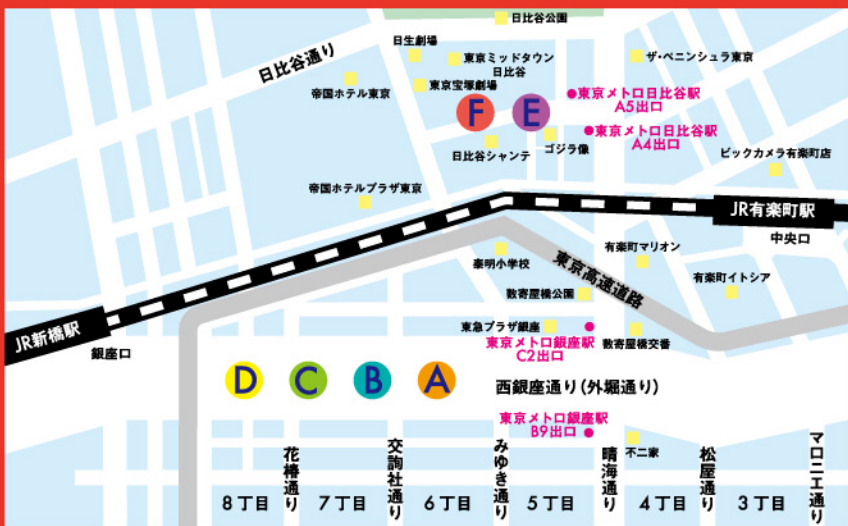 日比谷公園
日比谷通り
日生劇場
東京ミッドタウン
日比谷
ザ・ペニンシュラ東京
帝国ホテル東京
東京宝塚劇場
東京メトロ日比谷駅
A5出口
F
E
東京メトロ日比谷駅
A4出口
日比谷シャンテ
ゴジラ像
ビックカメラ有楽町店
帝国ホテルプラザ東京
JR有楽町駅
中央口
泰明小学校
東京高速道路
有楽町マリオン
有楽町イトシア
数寄屋橋公園
JR新橋駅
銀座口
東急プラザ銀座
東京メトロ銀座駅
C2出口
数寄屋橋交番
D
C
B
A
西銀座通り(外堀通り)
東京メトロ銀座駅
B9出口
不二家
8丁目
花椿通り
7丁目
交詢社通り
6丁目
みゆき通り
5丁目
晴海通り
4丁目
松屋通り
3丁目
マロニエ通り